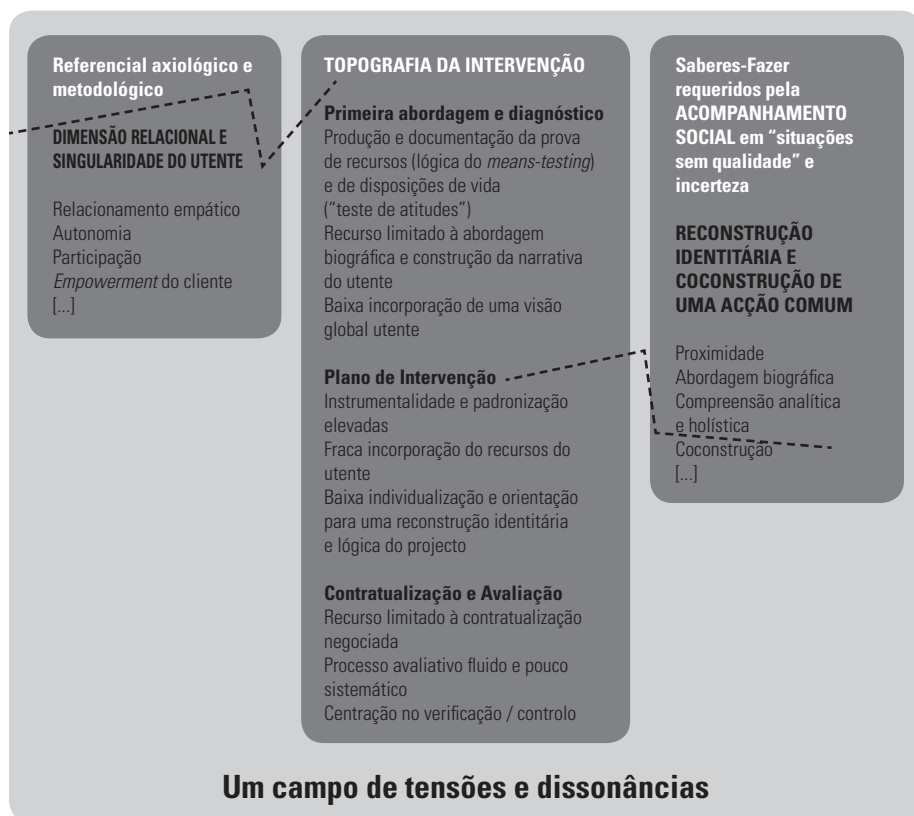 Referencial axiológico e
metodológico
DIMENSÃO RELACIONAL E
SINGULARIDADE DO UTENTE
Relacionamento empático
Autonomia
Participação
Empowerment do cliente
[...]
TOPOGRAFIA DA INTERVENÇÃO
Primeira abordagem e diagnóstico
Produção e documentação da prova
de recursos (lógica do means-testing)
e de disposições de vida
(“teste de atitudes”)
Recurso limitado à abordagem
biográfica e construção da narrativa
do utente
Baixa incorporação de uma visão
global utente
Plano de Intervenção
Instrumentalidade e padronização
elevadas
Fraca incorporação do recursos do
utente
Baixa individualização e orientação
para uma reconstrução identitária
e lógica do projecto
Contratualização e Avaliação
Recurso limitado à contratualização
negociada
Processo avaliativo fluido e pouco
sistemático
Centração no verificação / controlo
Saberes-Fazer
requeridos pela
ACOMPANHAMENTO
SOCIAL em “situações
sem qualidade” e
incerteza
RECONSTRUÇÃO
IDENTITÁRIA E
COCONSTRUÇÃO DE
UMA ACÇÃO COMUM
Proximidade
Abordagem biográfica
Compreensão analítica
e holística
Coconstrução
[...]
Um campo de tensões e dissonâncias